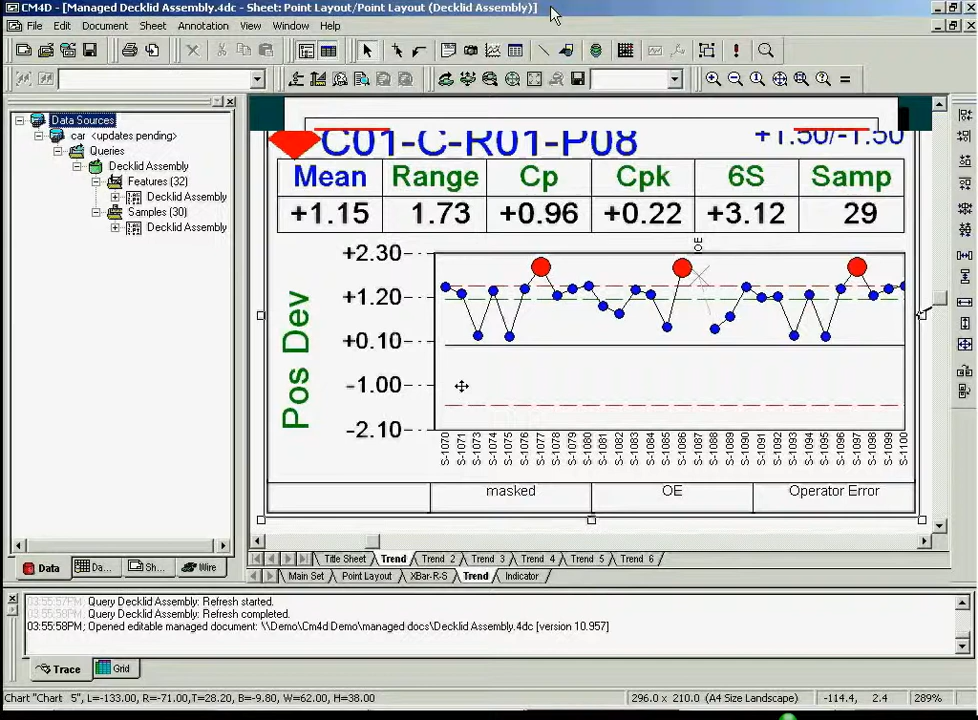 CM4D - [Managed Decklid Assembly.4dc - Sheet: Point Layout/Point Layout (Decklid Assembly)]
File Edit Document Sheet Annotation View Window Help
Data Sources
car <updates pending>
Queries
Decklid Assembly
Features (32)
Decklid Assembly
Samples (30)
Decklid Assembly
C01-C-R01-P08 +1.50/-1.50
Mean Range Cp Cpk 6S Samp
+1.15 1.73 +0.96 +0.22 +3.12 29
OE
Pos Dev
+2.30
+1.20
+0.10
-1.00
-2.10
S-1070 S-1071 S-1073 S-1074 S-1075 S-1076 S-1077 S-1078 S-1079 S-1080 S-1081 S-1082 S-1083 S-1084 S-1085 S-1086 S-1087 S-1088 S-1089 S-1090 S-1091 S-1092 S-1093 S-1094 S-1095 S-1096 S-1097 S-1098 S-1099 S-1100
masked OE Operator Error
Title Sheet Trend Trend 2 Trend 3 Trend 4 Trend 5 Trend 6
Data Da... Sh... Wire
Main Set Point Layout XBar-R-S Trend Indicator
03:55:57PM; Query Decklid Assembly: Refresh started.
03:55:58PM; Query Decklid Assembly: Refresh completed.
03:55:58PM; Opened editable managed document: \\Demo\Cm4d Demo\managed docs\Decklid Assembly.4dc [version 10.957]
Trace Grid
Chart "Chart 5", L=-133.00, R=-71.00, T=28.20, B=-9.80, W=62.00, H=38.00 296.0 x 210.0 (A4 Size Landscape) -114.4, 2.4 289%